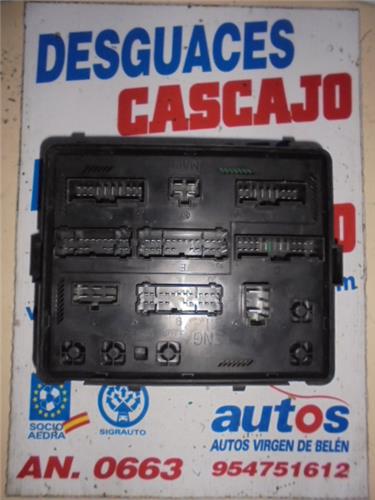 DESGUACES
CASCAJO
SOCIO
AEDRA
SIGRAUTO
autos
AUTOS VIRGEN DE BELÉN
AN. 0663
954751612